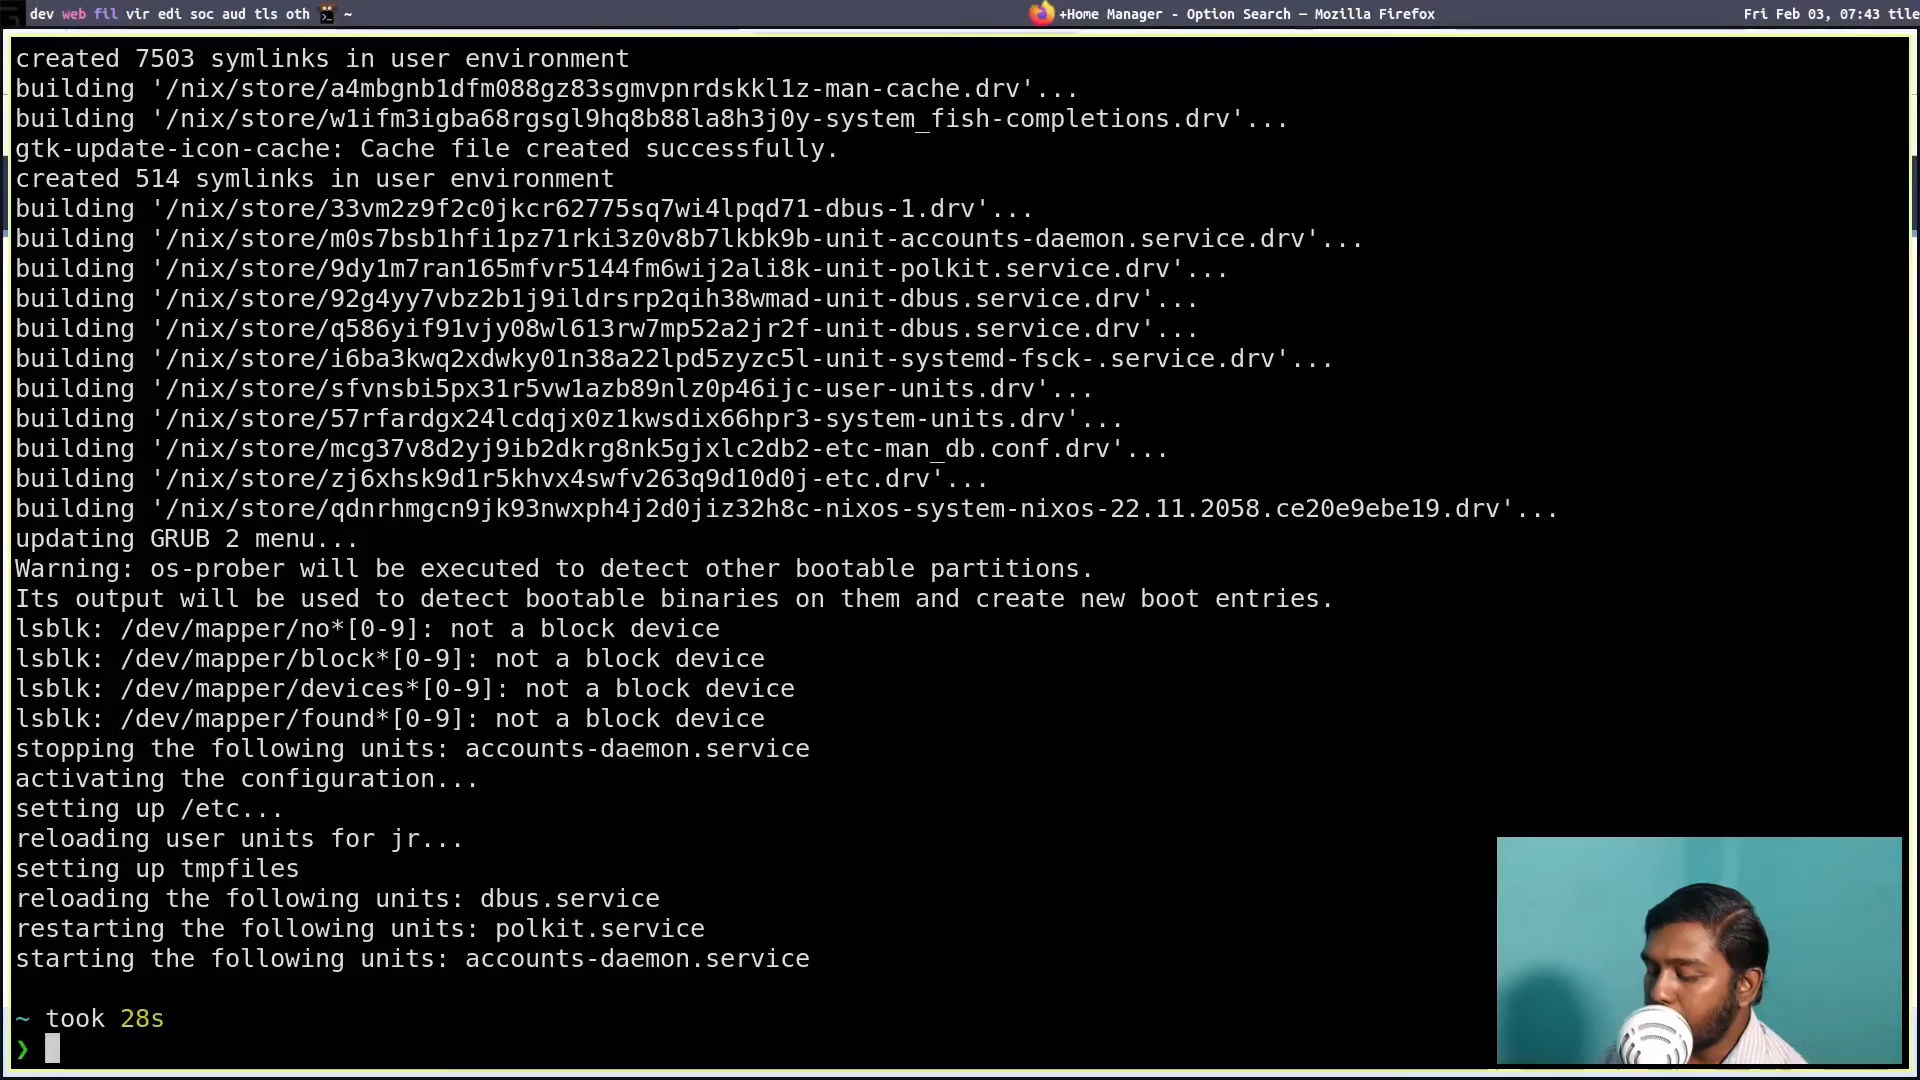 dev web fil vir edi soc aud tls oth ~ +Home Manager - Option Search — Mozilla Firefox Fri Feb 03, 07:43 tile
created 7503 symlinks in user environment
building '/nix/store/a4mbgnb1dfm088gz83sgmvpnrdskkl1z-man-cache.drv'...
building '/nix/store/w1ifm3igba68rgsgl9hq8b88la8h3j0y-system_fish-completions.drv'...
gtk-update-icon-cache: Cache file created successfully.
created 514 symlinks in user environment
building '/nix/store/33vm2z9f2c0jkcr62775sq7wi4lpqd71-dbus-1.drv'...
building '/nix/store/m0s7bsb1hfi1pz71rki3z0v8b7lkbk9b-unit-accounts-daemon.service.drv'...
building '/nix/store/9dy1m7ran165mfvr5144fm6wij2ali8k-unit-polkit.service.drv'...
building '/nix/store/92g4yy7vbz2b1j9ildrsrp2qih38wmad-unit-dbus.service.drv'...
building '/nix/store/q586yif91vjy08wl613rw7mp52a2jr2f-unit-dbus.service.drv'...
building '/nix/store/i6ba3kwq2xdwky01n38a22lpd5zyzc5l-unit-systemd-fsck-.service.drv'...
building '/nix/store/sfvnsbi5px31r5vw1azb89nlz0p46ijc-user-units.drv'...
building '/nix/store/57rfardgx24lcdqjx0z1kwsdix66hpr3-system-units.drv'...
building '/nix/store/mcg37v8d2yj9ib2dkrg8nk5gjxlc2db2-etc-man_db.conf.drv'...
building '/nix/store/zj6xhsk9d1r5khvx4swfv263q9d10d0j-etc.drv'...
building '/nix/store/qdnrhmgcn9jk93nwxph4j2d0jiz32h8c-nixos-system-nixos-22.11.2058.ce20e9ebe19.drv'...
updating GRUB 2 menu...
Warning: os-prober will be executed to detect other bootable partitions.
Its output will be used to detect bootable binaries on them and create new boot entries.
lsblk: /dev/mapper/no*[0-9]: not a block device
lsblk: /dev/mapper/block*[0-9]: not a block device
lsblk: /dev/mapper/devices*[0-9]: not a block device
lsblk: /dev/mapper/found*[0-9]: not a block device
stopping the following units: accounts-daemon.service
activating the configuration...
setting up /etc...
reloading user units for jr...
setting up tmpfiles
reloading the following units: dbus.service
restarting the following units: polkit.service
starting the following units: accounts-daemon.service
~ took 28s
❯